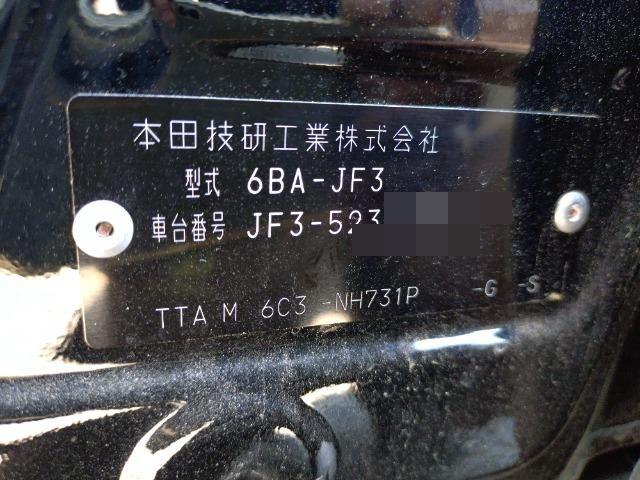 本田技研工業株式会社
型式 6BA-JF3
車台番号 JF3-523
TTA M 6C3 -NH731P -G -S